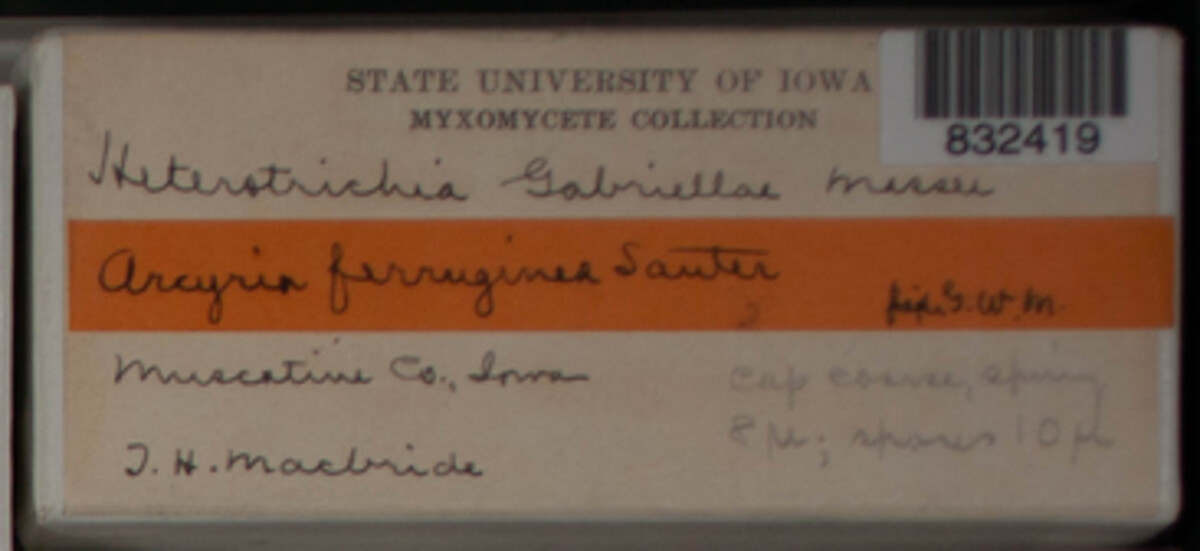 STATE UNIVERSITY OF IOWA
MYXOMYCETE COLLECTION
832419
Heterotrichia Gabriellae Massee
Arcyria ferruginea Sauter
G.W.M.
Muscatine Co., Iowa
cap coarse, spiny
8 µ; spores 10 µ
T. H. Macbride